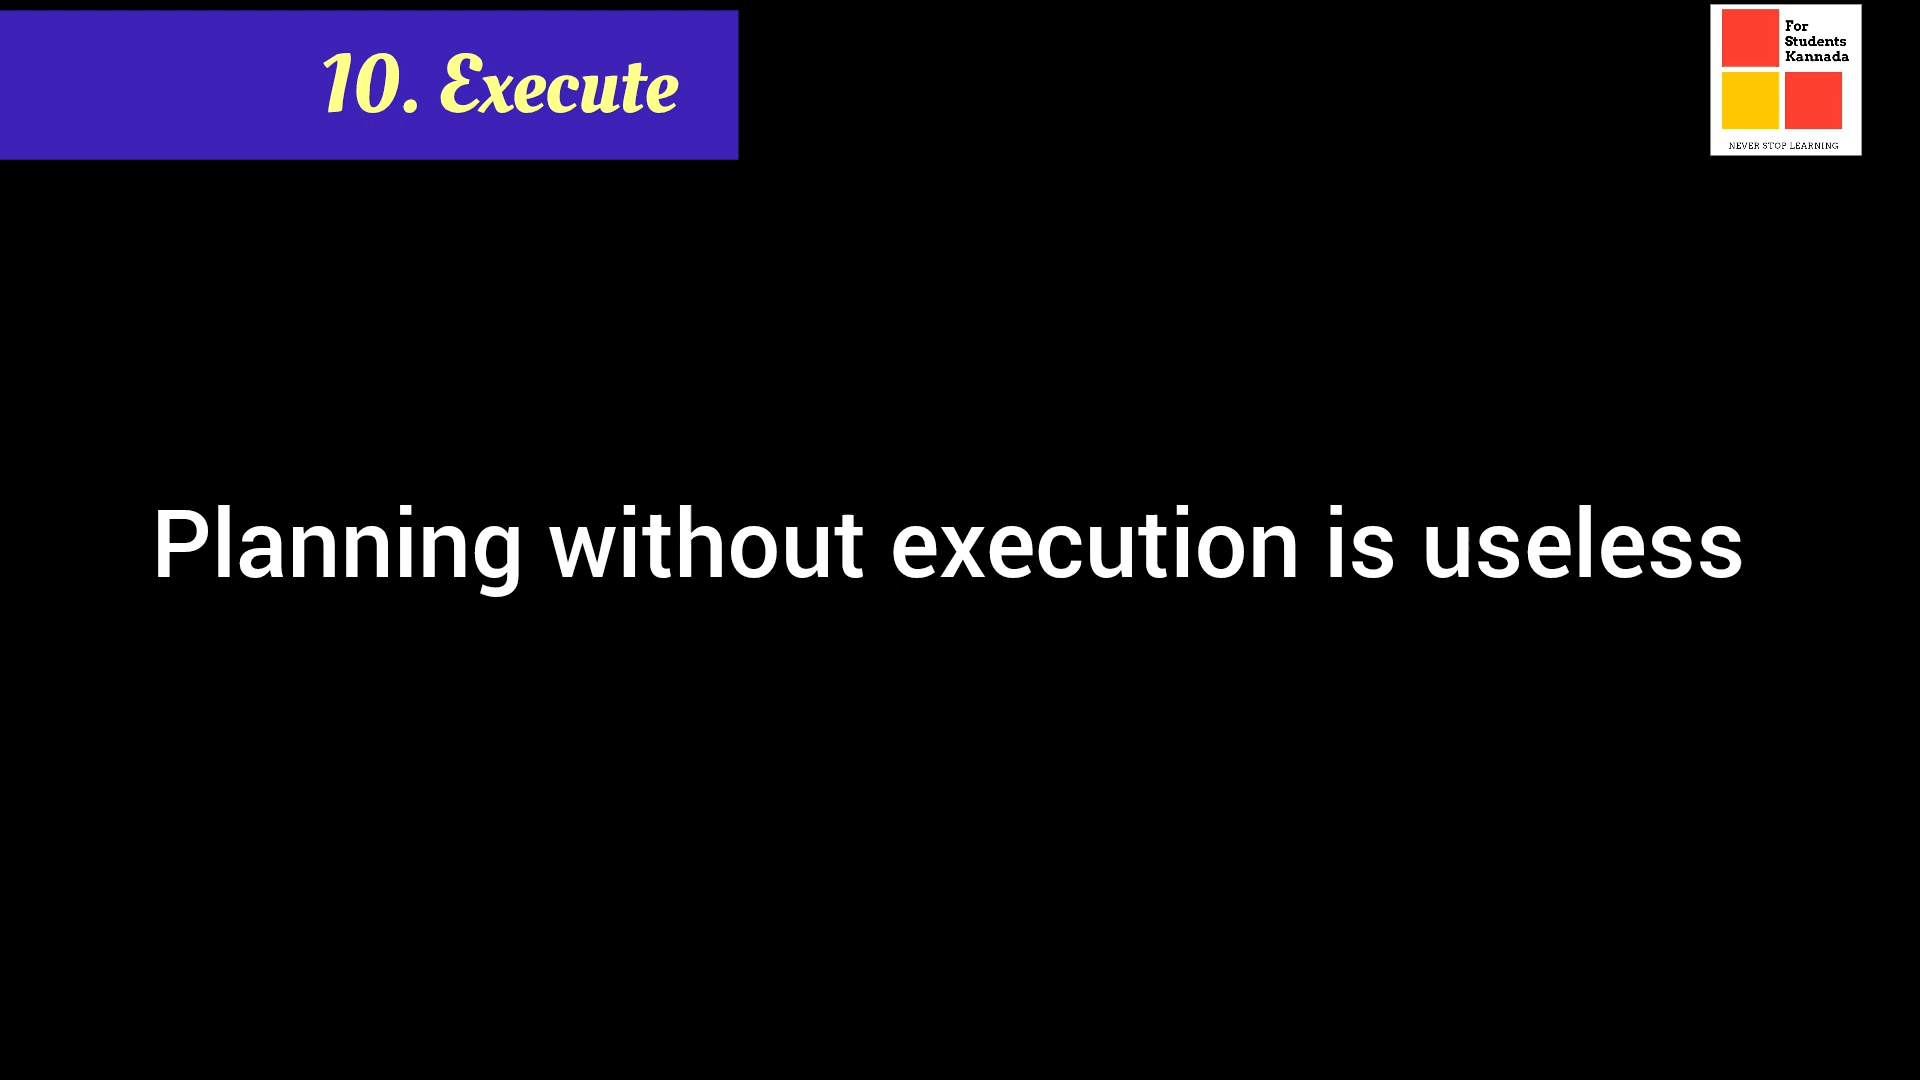 10. Execute
For
Students
Kannada
NEVER STOP LEARNING
Planning without execution is useless